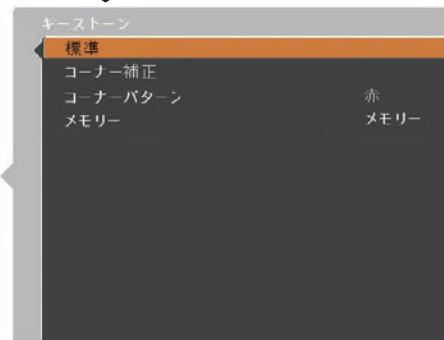 キーストーン
標準
コーナー補正
コーナーパターン 赤
メモリー メモリー